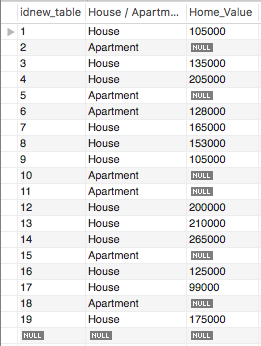 idnew_table House / Apartm... Home_Value
1 House 105000
2 Apartment NULL
3 House 135000
4 House 205000
5 Apartment NULL
6 Apartment 128000
7 House 165000
8 House 153000
9 House 105000
10 Apartment NULL
11 Apartment NULL
12 House 200000
13 House 210000
14 House 265000
15 Apartment NULL
16 House 125000
17 House 99000
18 Apartment NULL
19 House 175000
NULL NULL NULL